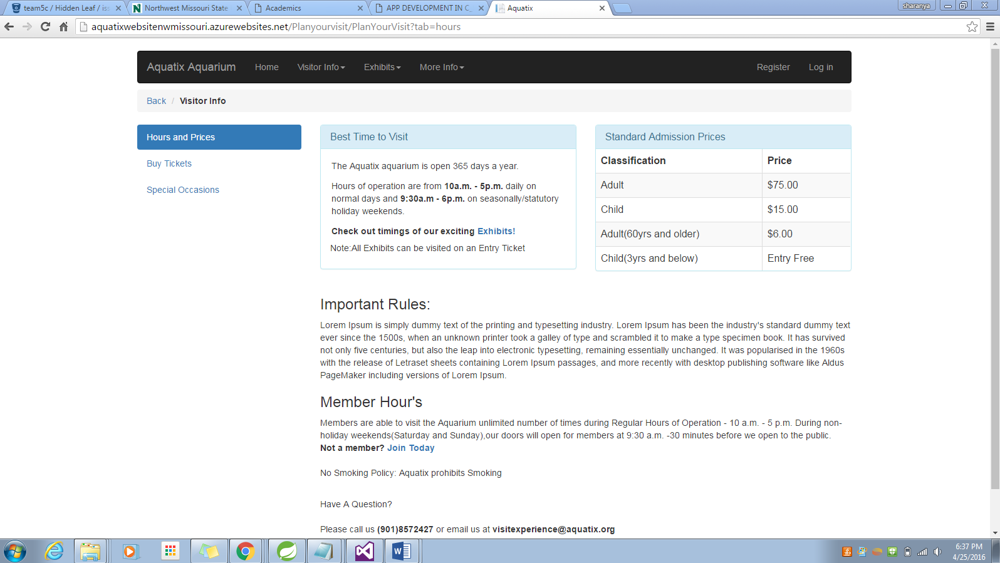 team5c / Hidden Leaf / iss
Northwest Missouri State
Academics
APP DEVELOPMENT IN C_
Aquatix
sharanya
aquatixwebsitenwmissouri.azurewebsites.net/Planyourvisit/PlanYourVisit?tab=hours
Aquatix Aquarium Home Visitor Info Exhibits More Info Register Log in
Back / Visitor Info
Hours and Prices
Buy Tickets
Special Occasions
Best Time to Visit
The Aquatix aquarium is open 365 days a year.
Hours of operation are from 10a.m. - 5p.m. daily on
normal days and 9:30a.m - 6p.m. on seasonally/statutory
holiday weekends.
Check out timings of our exciting Exhibits!
Note:All Exhibits can be visited on an Entry Ticket
Standard Admission Prices
Classification Price
Adult $75.00
Child $15.00
Adult(60yrs and older) $6.00
Child(3yrs and below) Entry Free
Important Rules:
Lorem Ipsum is simply dummy text of the printing and typesetting industry. Lorem Ipsum has been the industry's standard dummy text
ever since the 1500s, when an unknown printer took a galley of type and scrambled it to make a type specimen book. It has survived
not only five centuries, but also the leap into electronic typesetting, remaining essentially unchanged. It was popularised in the 1960s
with the release of Letraset sheets containing Lorem Ipsum passages, and more recently with desktop publishing software like Aldus
PageMaker including versions of Lorem Ipsum.
Member Hour's
Members are able to visit the Aquarium unlimited number of times during Regular Hours of Operation - 10 a.m. - 5 p.m. During non-
holiday weekends(Saturday and Sunday),our doors will open for members at 9:30 a.m. -30 minutes before we open to the public.
Not a member? Join Today
No Smoking Policy: Aquatix prohibits Smoking
Have A Question?
Please call us (901)8572427 or email us at visitexperience@aquatix.org
6:37 PM
4/25/2016